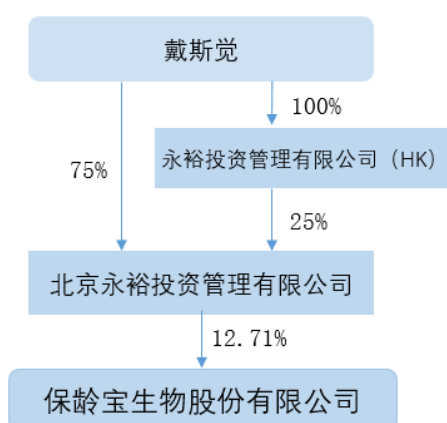 戴斯觉
100%
永裕投资管理有限公司（HK）
75%
25%
北京永裕投资管理有限公司
12.71%
保龄宝生物股份有限公司